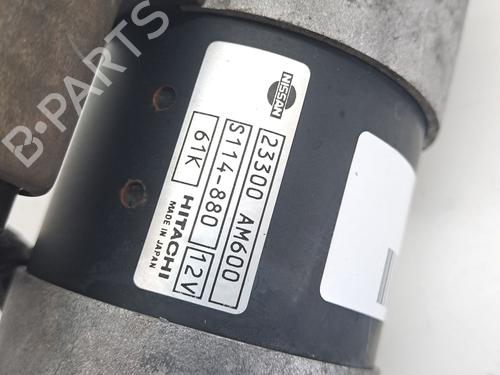 B-PARTS
NISSAN
23300 AM600
S114-880
61K HITACHI 12V
MADE IN JAPAN